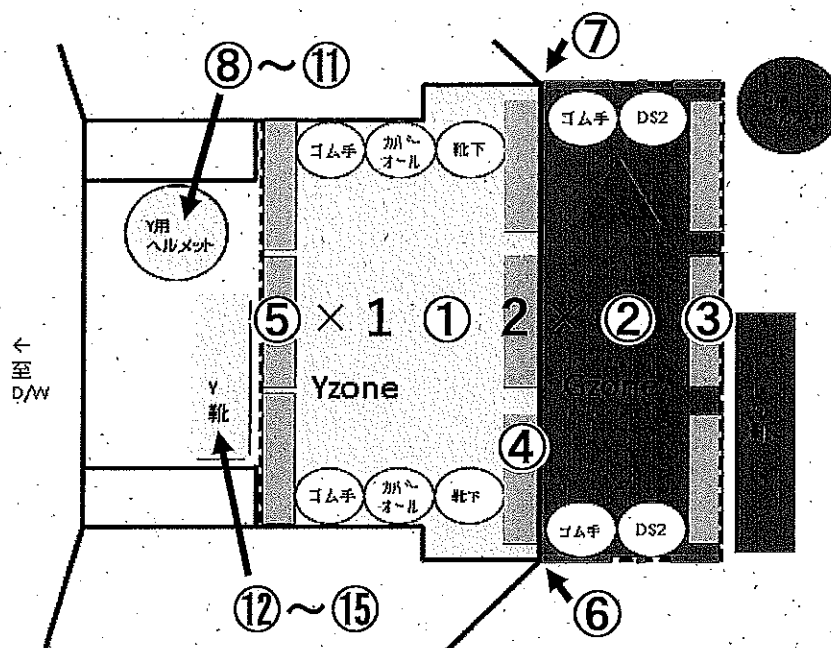 ⑧～⑪
⑦
ゴム手
カバーオール
靴下
ゴム手
DS2
Y用
ヘルメット
⑤
×1
①
2×
②
③
←
至
D/W
Yzone
Gzone
Y
靴
④
ゴム手
カバーオール
靴下
ゴム手
DS2
⑫～⑮
⑥